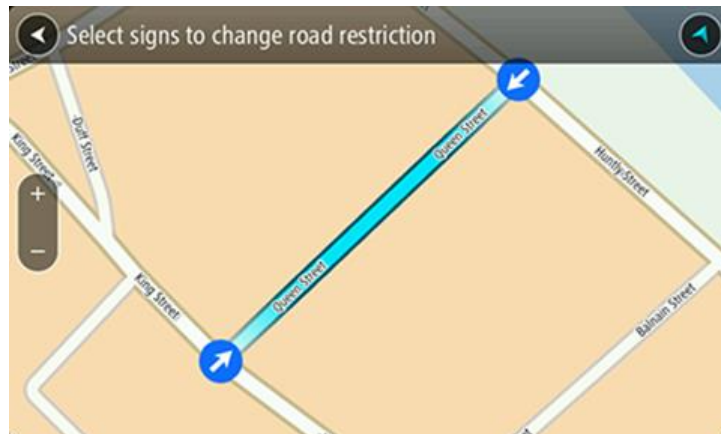 Select signs to change road restriction
Street
Duff Street
King Street
Queen Street
Huntly Street
+
−
Queen Street
King Street
Balnain Street